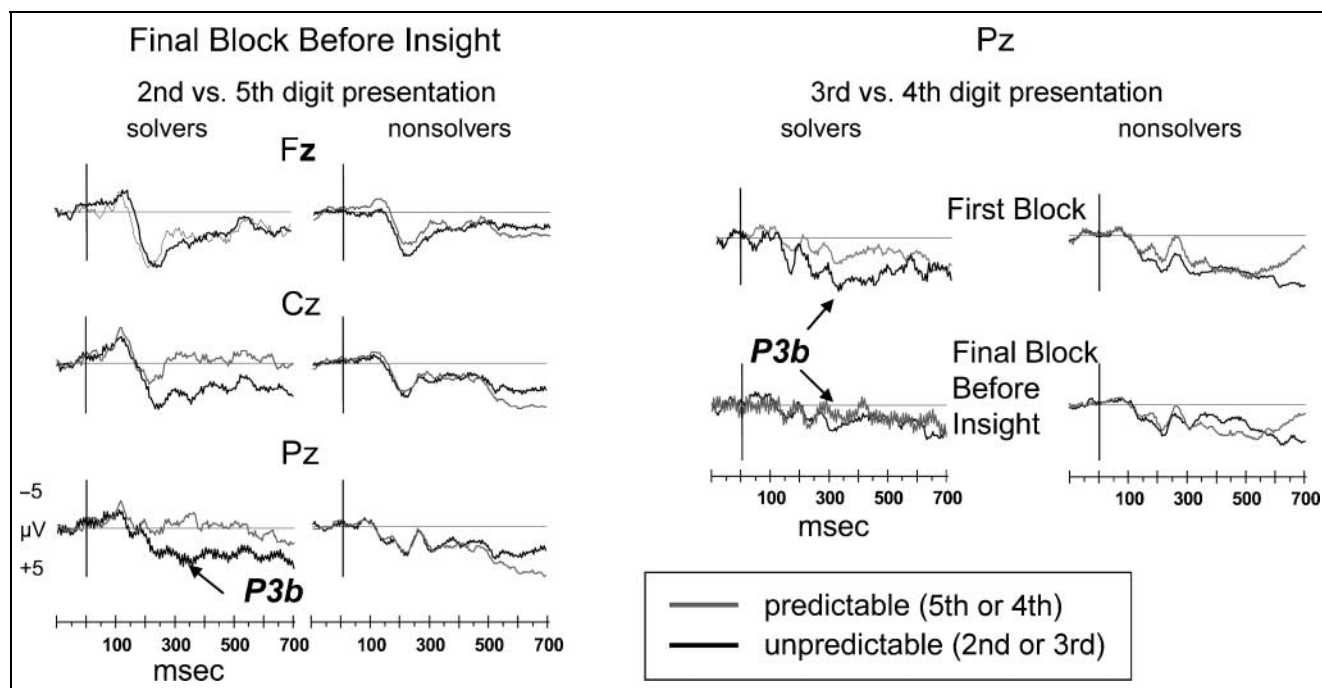 Final Block Before Insight
2nd vs. 5th digit presentation
solvers
nonsolvers
Fz
Cz
Pz
–5
µV
+5
P3b
100 300 500 700
100 300 500 700
msec
Pz
3rd vs. 4th digit presentation
solvers
nonsolvers
First Block
P3b
Final Block
Before
Insight
100 300 500 700
100 300 500 700
msec
predictable (5th or 4th)
unpredictable (2nd or 3rd)